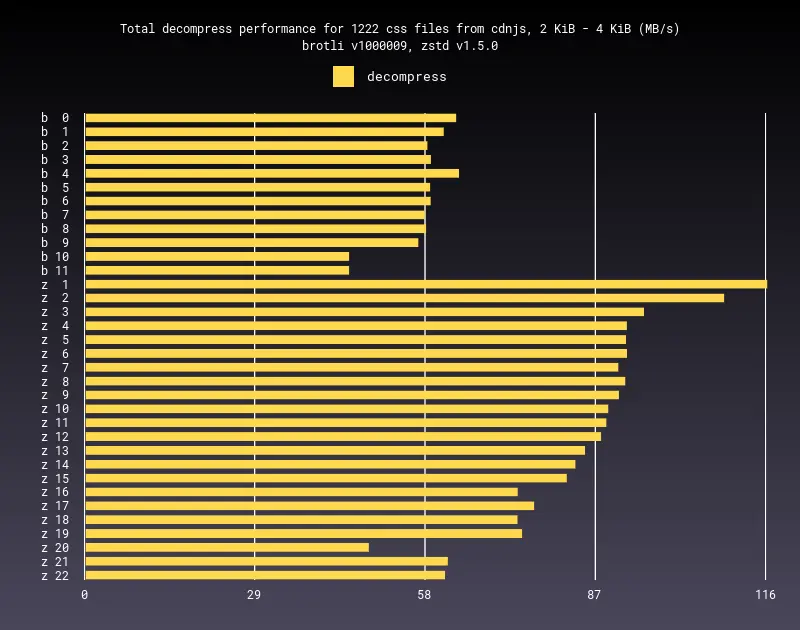 Total decompress performance for 1222 css files from cdnjs, 2 KiB - 4 KiB (MB/s)
brotli v1000009, zstd v1.5.0
decompress
b 0
b 1
b 2
b 3
b 4
b 5
b 6
b 7
b 8
b 9
b 10
b 11
z 1
z 2
z 3
z 4
z 5
z 6
z 7
z 8
z 9
z 10
z 11
z 12
z 13
z 14
z 15
z 16
z 17
z 18
z 19
z 20
z 21
z 22
0 29 58 87 116